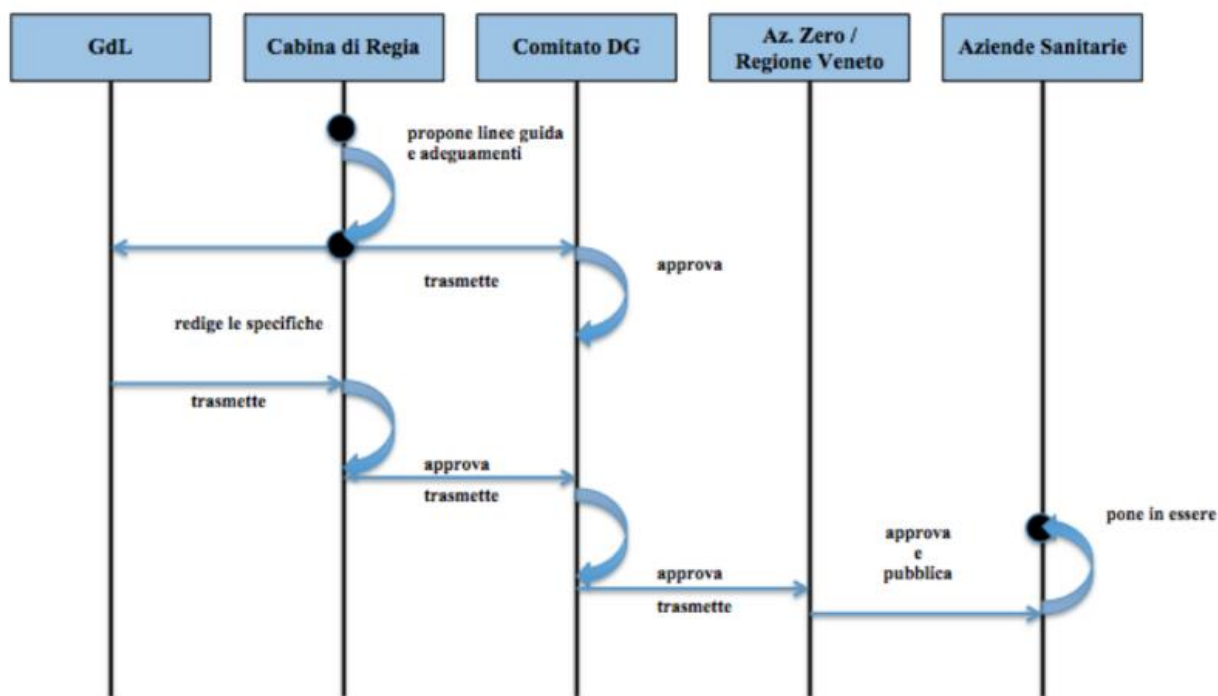 GdL
Cabina di Regia
Comitato DG
Az. Zero /
Regione Veneto
Aziende Sanitarie
propone linee guida
e adeguamenti
trasmette
approva
redige le specifiche
trasmette
approva
trasmette
approva
e
pubblica
pone in essere
approva
trasmette